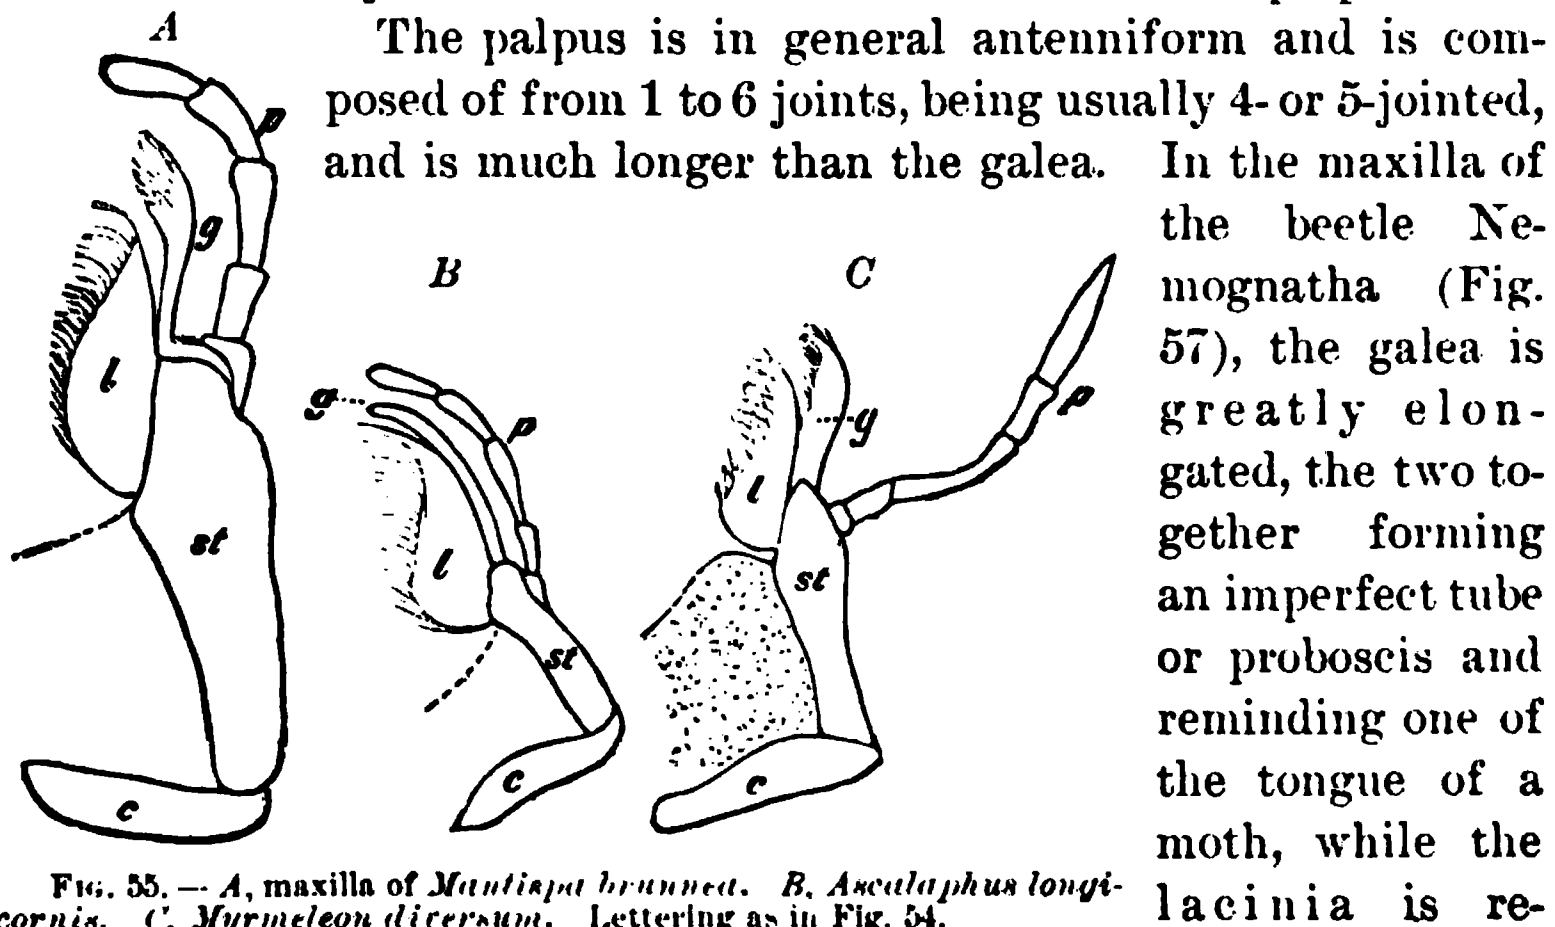 The palpus is in general antenniform and is com-
posed of from 1 to 6 joints, being usually 4- or 5-jointed,
and is much longer than the galea. In the maxilla of
the beetle Ne-
mognatha (Fig.
57), the galea is
greatly elon-
gated, the two to-
gether forming
an imperfect tube
or proboscis and
reminding one of
the tongue of a
moth, while the
lacinia is re-
A
p
g
l
st
c
B
g
p
l
st
c
C
g
p
l
st
c
FIG. 55. — A, maxilla of Mantispa brunnea. B, Ascalaphus longi-
cornis. C, Myrmeleon diversum. Lettering as in Fig. 54.